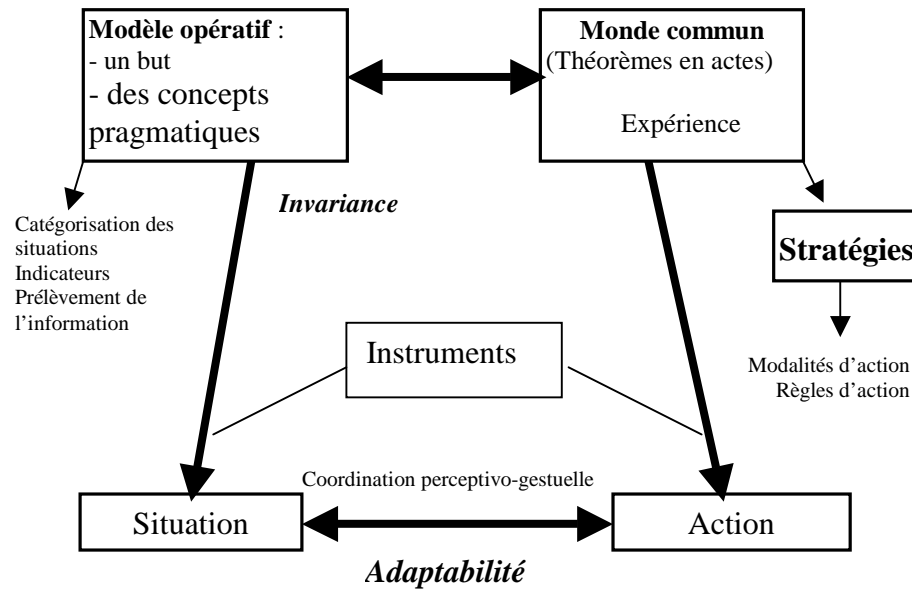 Modèle opératif :
- un but
- des concepts
pragmatiques
Monde commun
(Théorèmes en actes)
Expérience
Invariance
Catégorisation des
situations
Indicateurs
Prélèvement de
l’information
Stratégies
Modalités d’action
Règles d’action
Instruments
Coordination perceptivo-gestuelle
Situation
Action
Adaptabilité